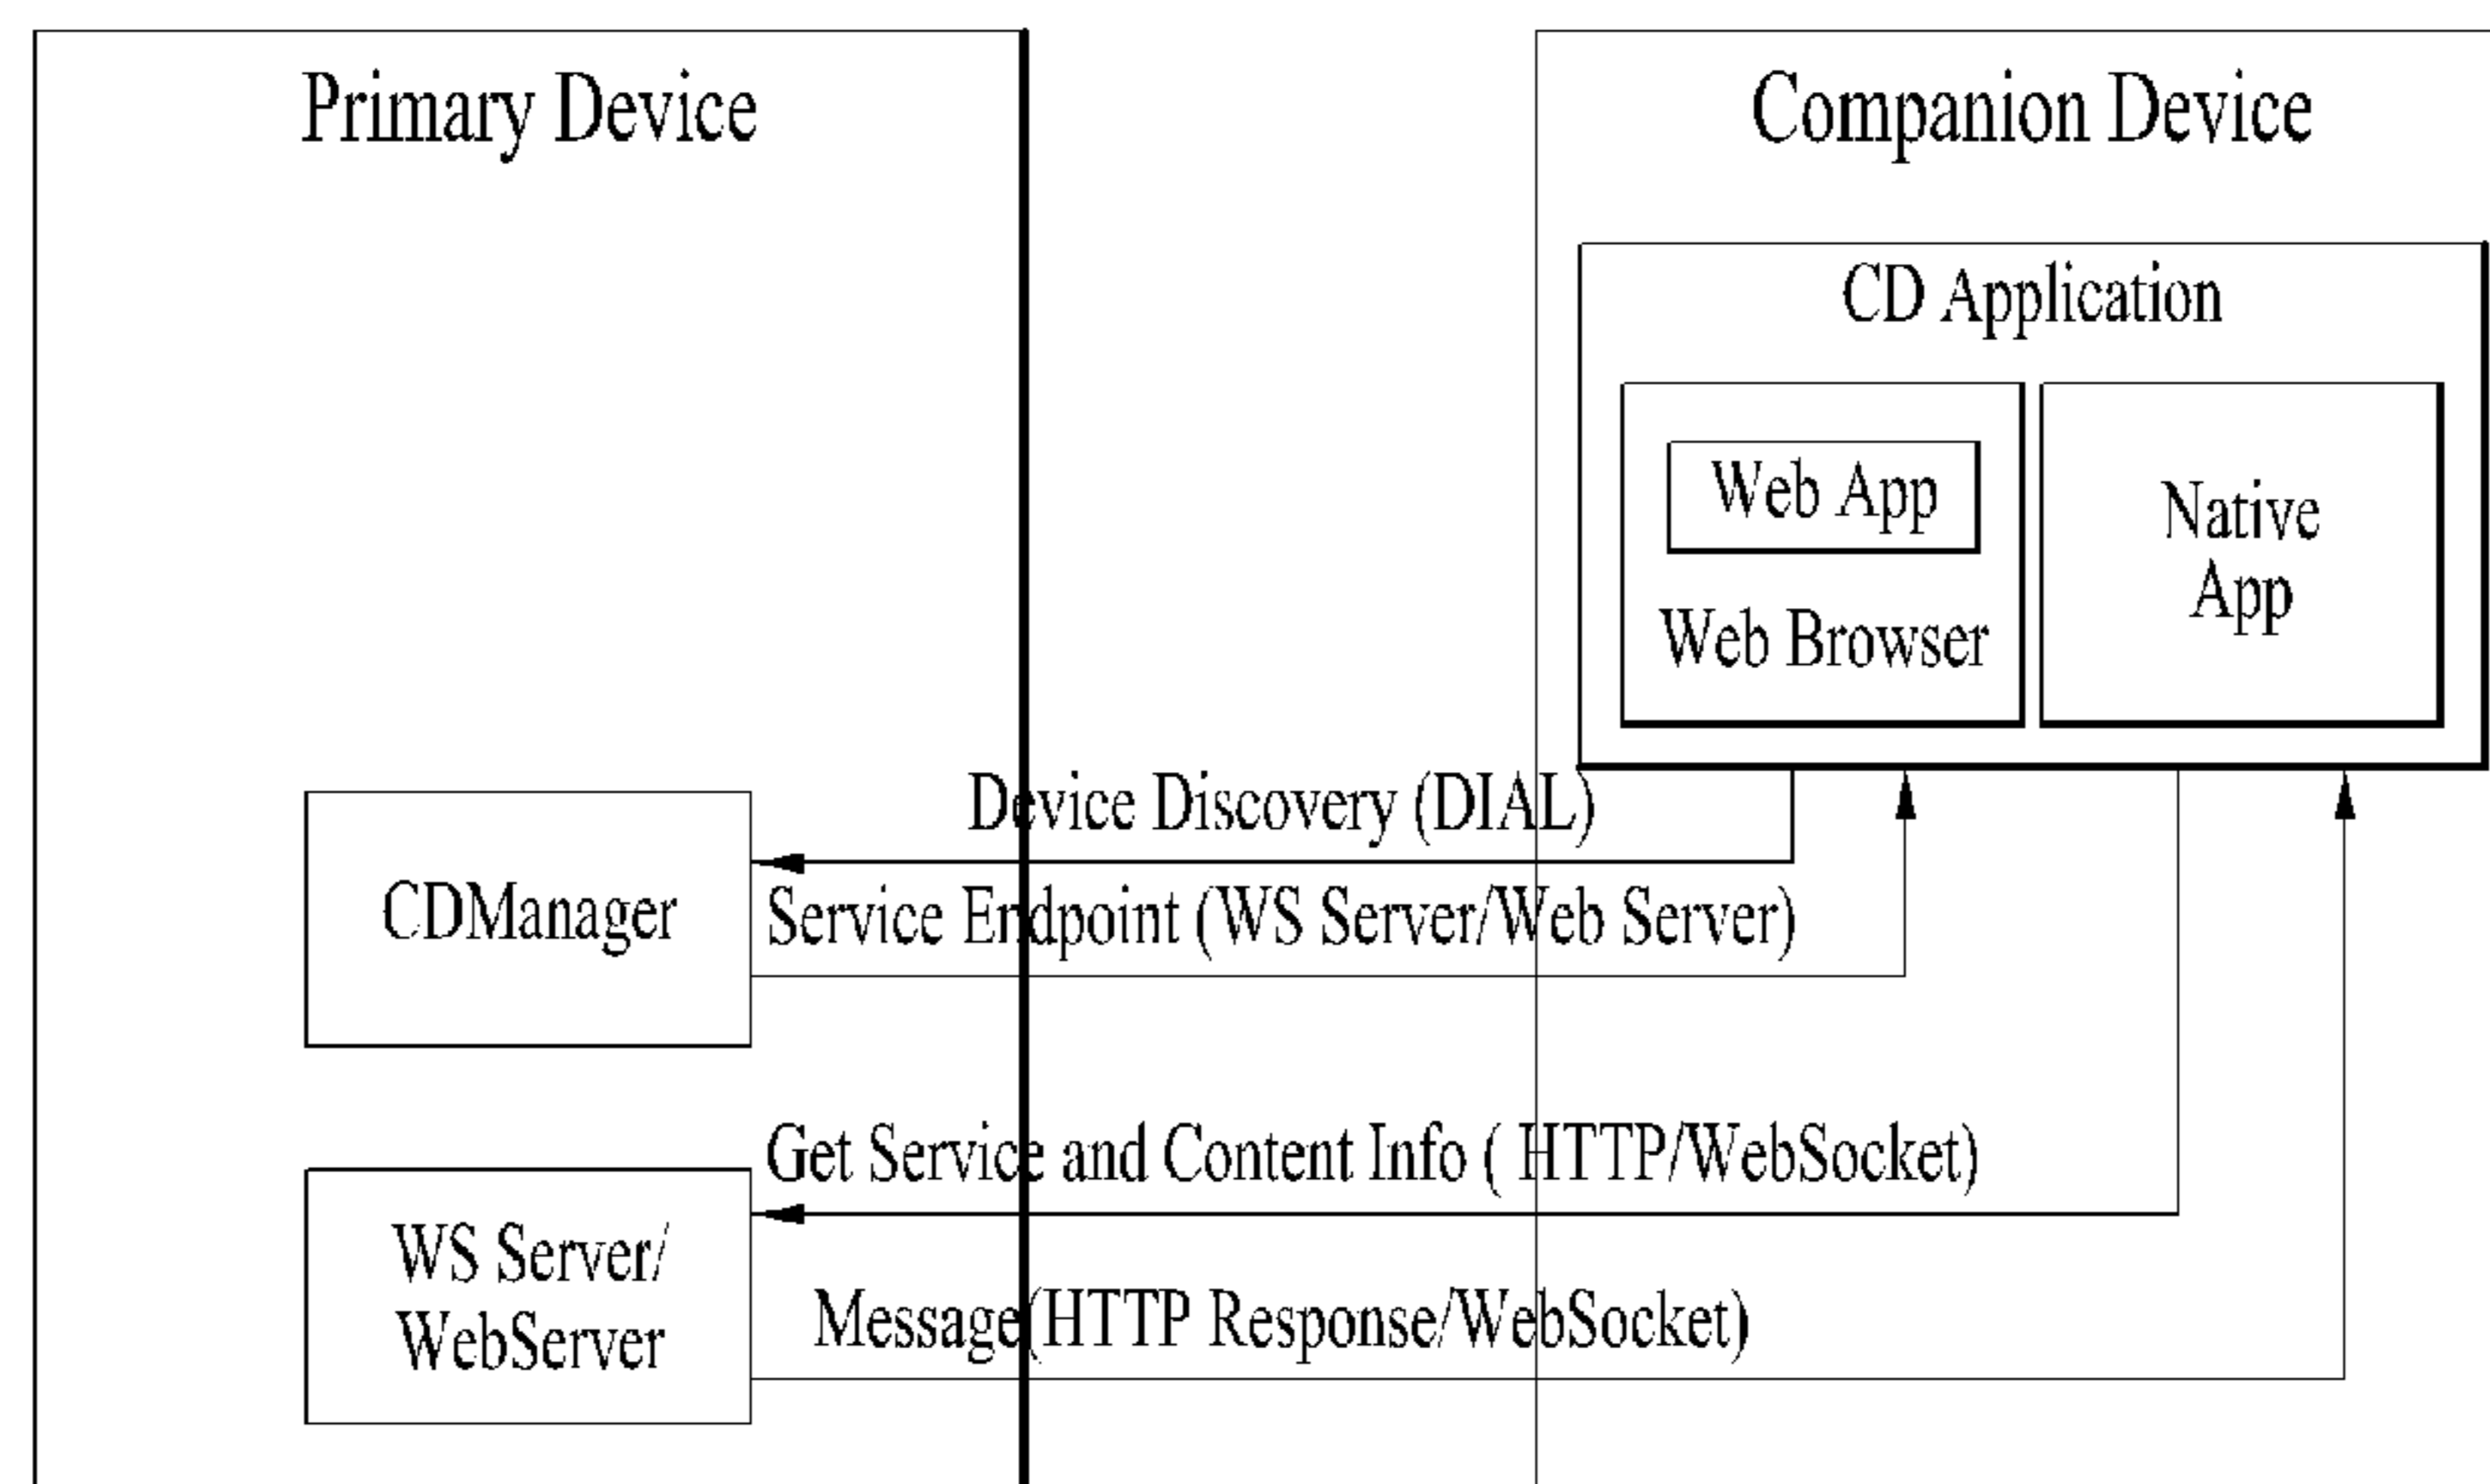 Primary Device
Companion Device
CD Application
Web App
Web Browser
Native
App
Device Discovery (DIAL)
CDManager
Service Endpoint (WS Server/Web Server)
Get Service and Content Info ( HTTP/WebSocket)
WS Server/
WebServer
Message(HTTP Response/WebSocket)